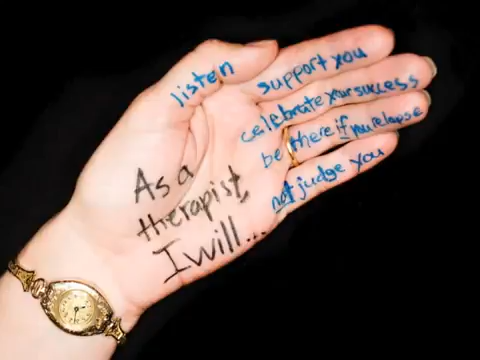 As a
therapist,
I will...
listen
support you
celebrate your success
be there if you relapse
not judge you